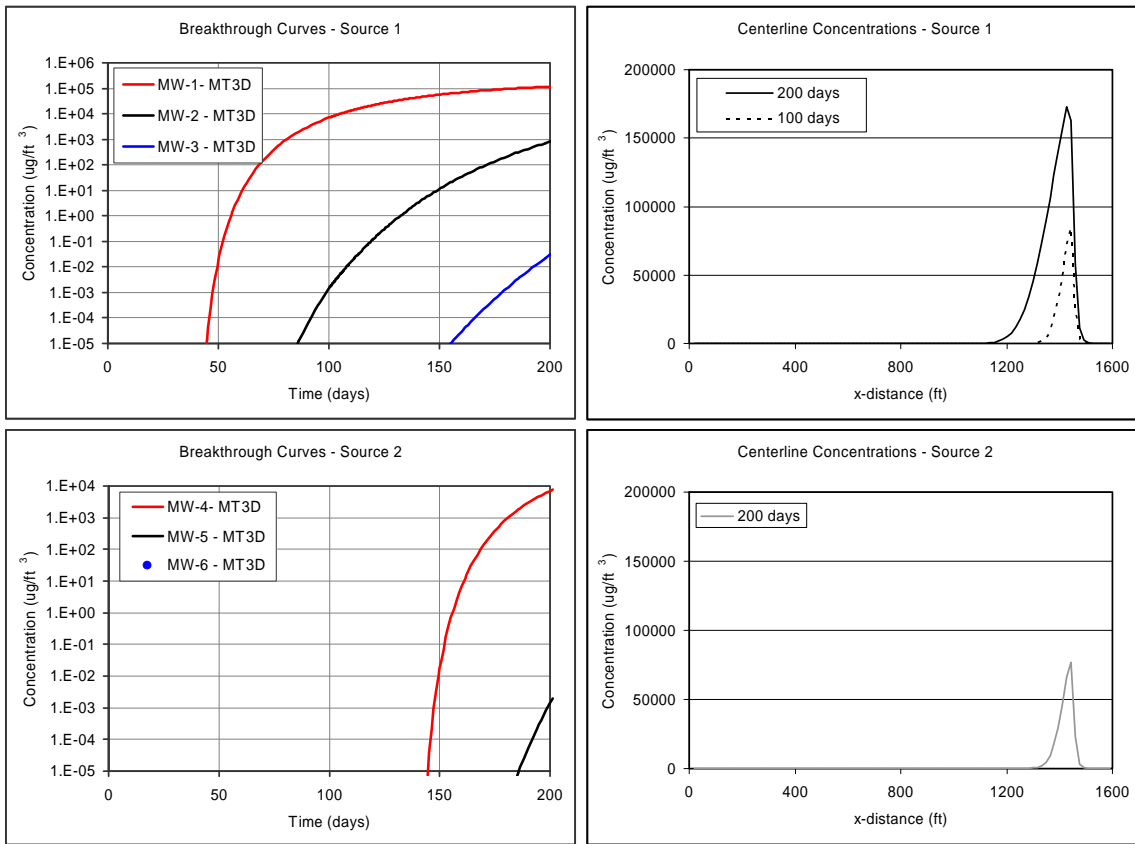 Breakthrough Curves - Source 1
1.E+06
1.E+05
1.E+04
1.E+03
1.E+02
1.E+01
1.E+00
1.E-01
1.E-02
1.E-03
1.E-04
1.E-05
Concentration (ug/ft 3)
MW-1- MT3D
MW-2 - MT3D
MW-3 - MT3D
0 50 100 150 200
Time (days)
Centerline Concentrations - Source 1
200000
150000
100000
50000
0
Concentration (ug/ft 3)
200 days
100 days
0 400 800 1200 1600
x-distance (ft)
Breakthrough Curves - Source 2
1.E+04
1.E+03
1.E+02
1.E+01
1.E+00
1.E-01
1.E-02
1.E-03
1.E-04
1.E-05
Concentration (ug/ft 3)
MW-4- MT3D
MW-5 - MT3D
MW-6 - MT3D
0 50 100 150 200
Time (days)
Centerline Concentrations - Source 2
200000
150000
100000
50000
0
Concentration (ug/ft 3)
200 days
0 400 800 1200 1600
x-distance (ft)